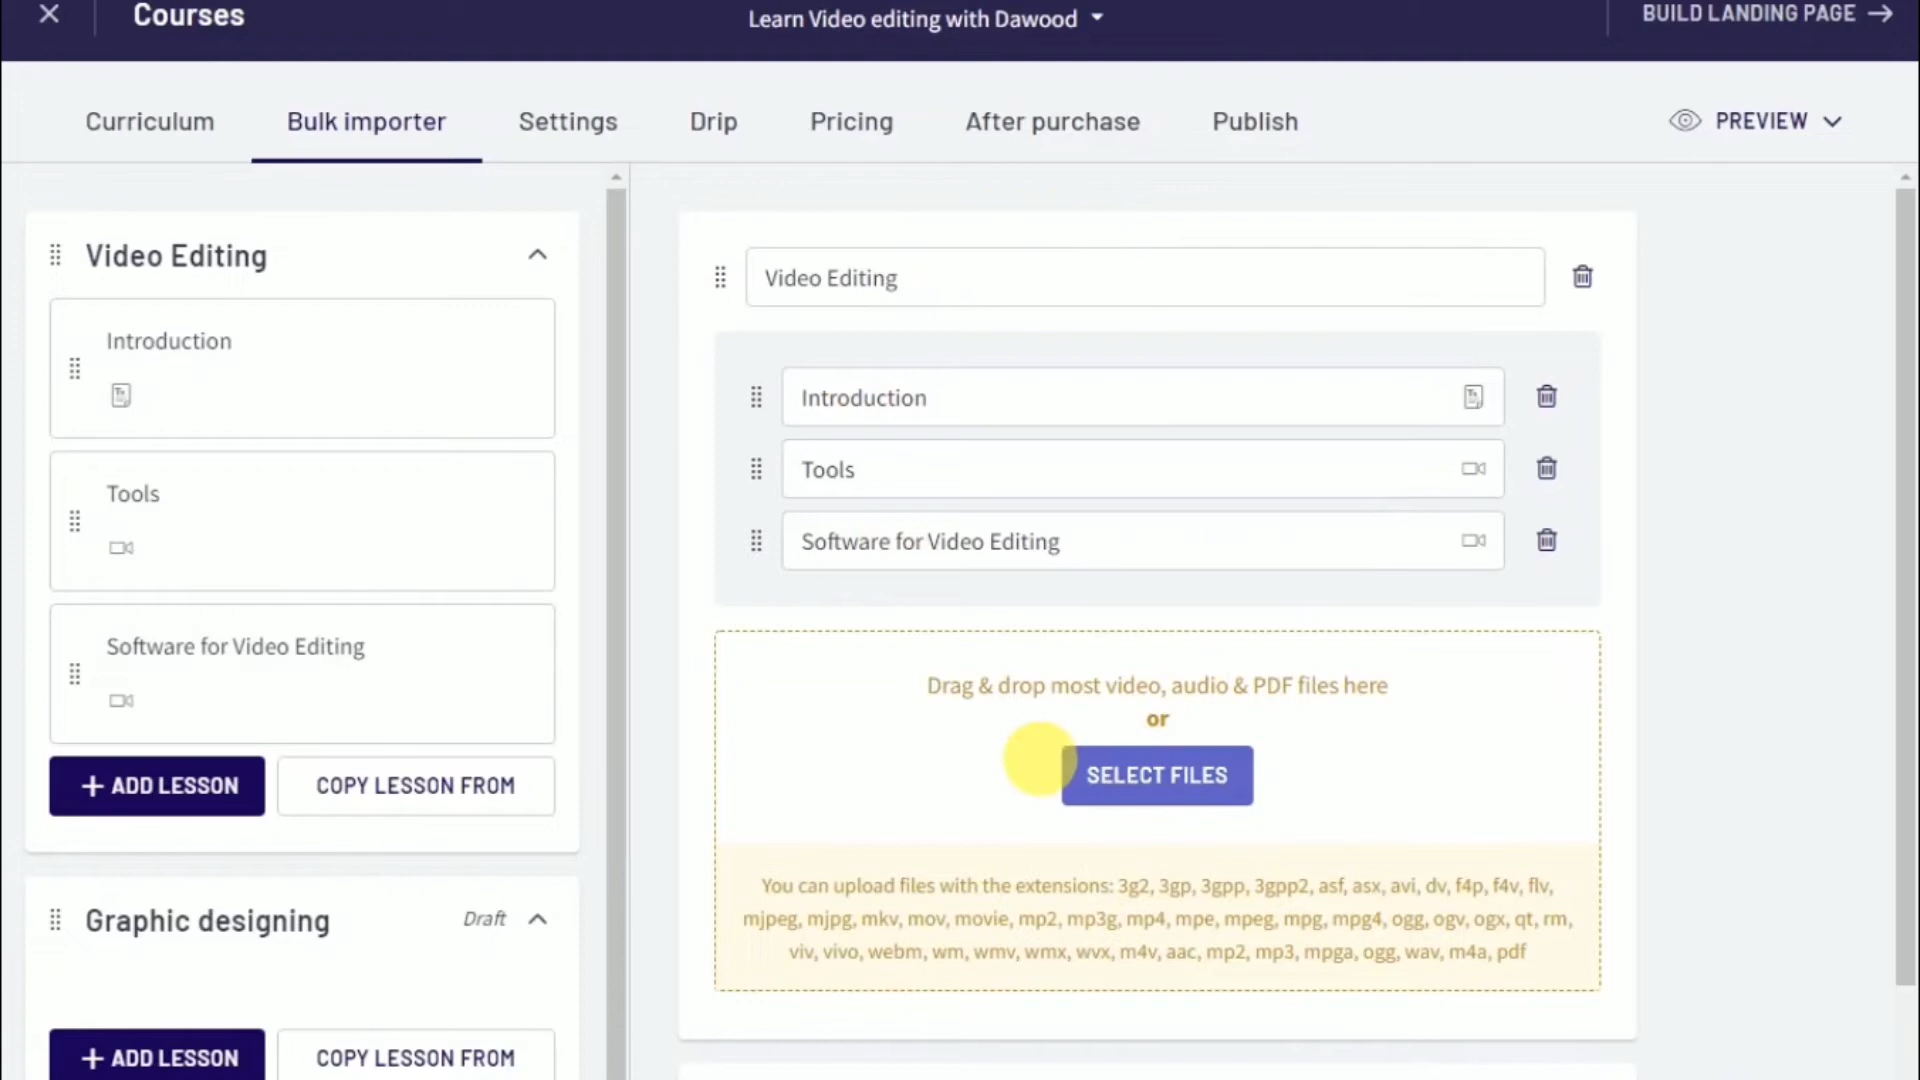 Courses
Learn Video editing with Dawood
BUILD LANDING PAGE
Curriculum
Bulk importer
Settings
Drip
Pricing
After purchase
Publish
PREVIEW
Video Editing
Introduction
Tools
Software for Video Editing
+ ADD LESSON
COPY LESSON FROM
Graphic designing
Draft
+ ADD LESSON
COPY LESSON FROM
Video Editing
Introduction
Tools
Software for Video Editing
Drag & drop most video, audio & PDF files here
or
SELECT FILES
You can upload files with the extensions: 3g2, 3gp, 3gpp, 3gpp2, asf, asx, avi, dv, f4p, f4v, flv,
mjpeg, mjpg, mkv, mov, movie, mp2, mp3g, mp4, mpe, mpeg, mpg, mpg4, ogg, ogv, ogx, qt, rm,
viv, vivo, webm, wm, wmv, wmx, wvx, m4v, aac, mp2, mp3, mpga, ogg, wav, m4a, pdf